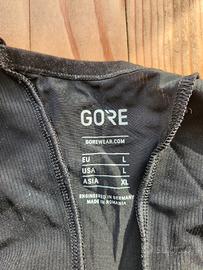 GORE
GOREWEAR.COM
EU L
USA L
ASIA XL
ENGINEERED IN GERMANY
MADE IN ROMANIA